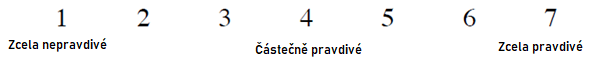 1 2 3 4 5 6 7
Zcela nepravdivé Částečně pravdivé Zcela pravdivé